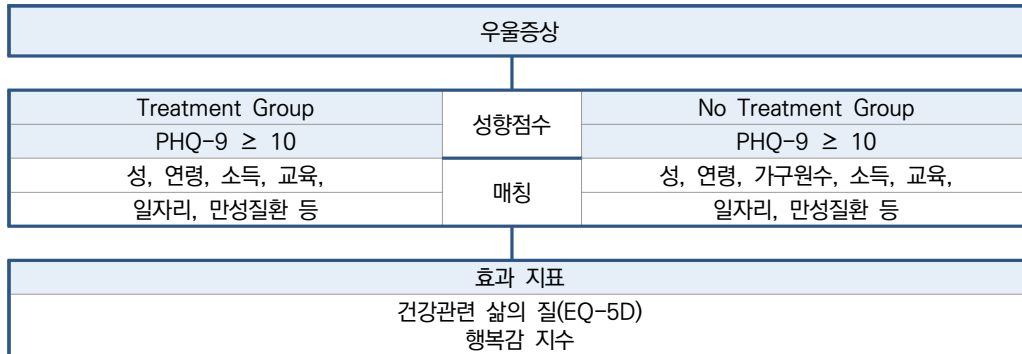 우울증상
Treatment Group
성향점수
No Treatment Group
PHQ-9 ≥ 10
PHQ-9 ≥ 10
성, 연령, 소득, 교육,
매칭
성, 연령, 가구원수, 소득, 교육,
일자리, 만성질환 등
일자리, 만성질환 등
효과 지표
건강관련 삶의 질(EQ-5D)
행복감 지수